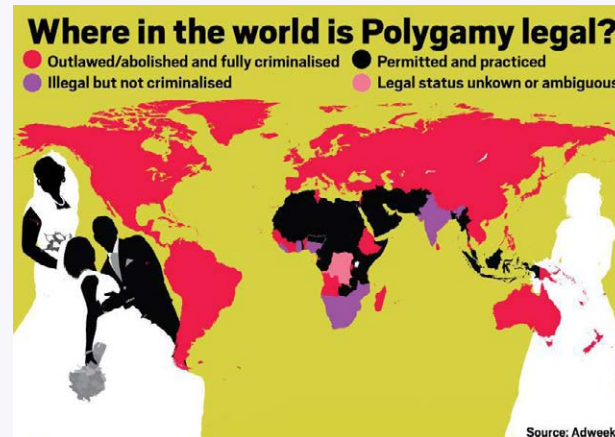 Where in the world is Polygamy legal?
Outlawed/abolished and fully criminalised
Permitted and practiced
Illegal but not criminalised
Legal status unkown or ambiguous
Source: Adweek